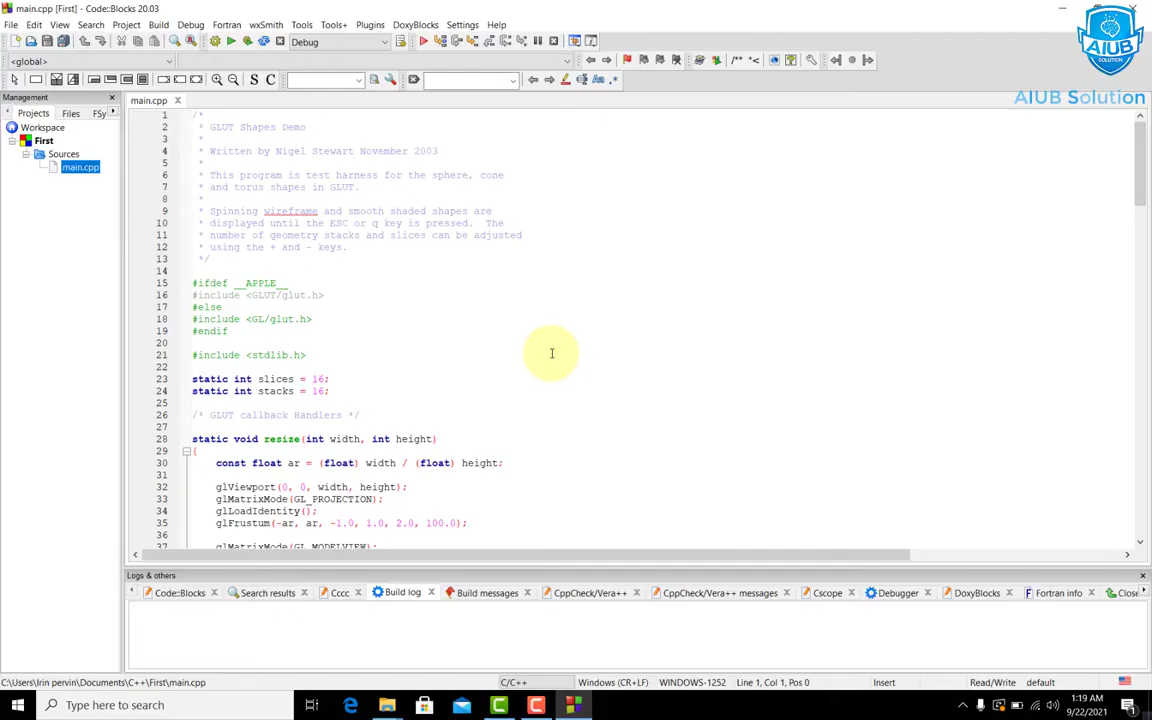 main.cpp [First] - Code::Blocks 20.03
File Edit View Search Project Build Debug Fortran wxSmith Tools Tools+ Plugins DoxyBlocks Settings Help
Debug
<global>
/** *<
S C
Aa .*
AIUB
SOLUTION
AIUB Solution
Management
Projects Files FSy
Workspace
First
Sources
main.cpp
main.cpp
1 /*
2 * GLUT Shapes Demo
3 *
4 * Written by Nigel Stewart November 2003
5 *
6 * This program is test harness for the sphere, cone
7 * and torus shapes in GLUT.
8 *
9 * Spinning wireframe and smooth shaded shapes are
10 * displayed until the ESC or q key is pressed. The
11 * number of geometry stacks and slices can be adjusted
12 * using the + and - keys.
13 */
14
15 #ifdef __APPLE__
16 #include <GLUT/glut.h>
17 #else
18 #include <GL/glut.h>
19 #endif
20
21 #include <stdlib.h>
22
23 static int slices = 16;
24 static int stacks = 16;
25
26 /* GLUT callback Handlers */
27
28 static void resize(int width, int height)
29 {
30 const float ar = (float) width / (float) height;
31
32 glViewport(0, 0, width, height);
33 glMatrixMode(GL_PROJECTION);
34 glLoadIdentity();
35 glFrustum(-ar, ar, -1.0, 1.0, 2.0, 100.0);
36
37 glMatrixMode(GL_MODELVIEW);
Logs & others
Code::Blocks Search results Cccc Build log Build messages CppCheck/Vera++ CppCheck/Vera++ messages Cscope Debugger DoxyBlocks Fortran info Close
C:\Users\Irin pervin\Documents\C++\First\main.cpp C/C++ Windows (CR+LF) WINDOWS-1252 Line 1, Col 1, Pos 0 Insert Read/Write default
Type here to search
1:19 AM
9/22/2021